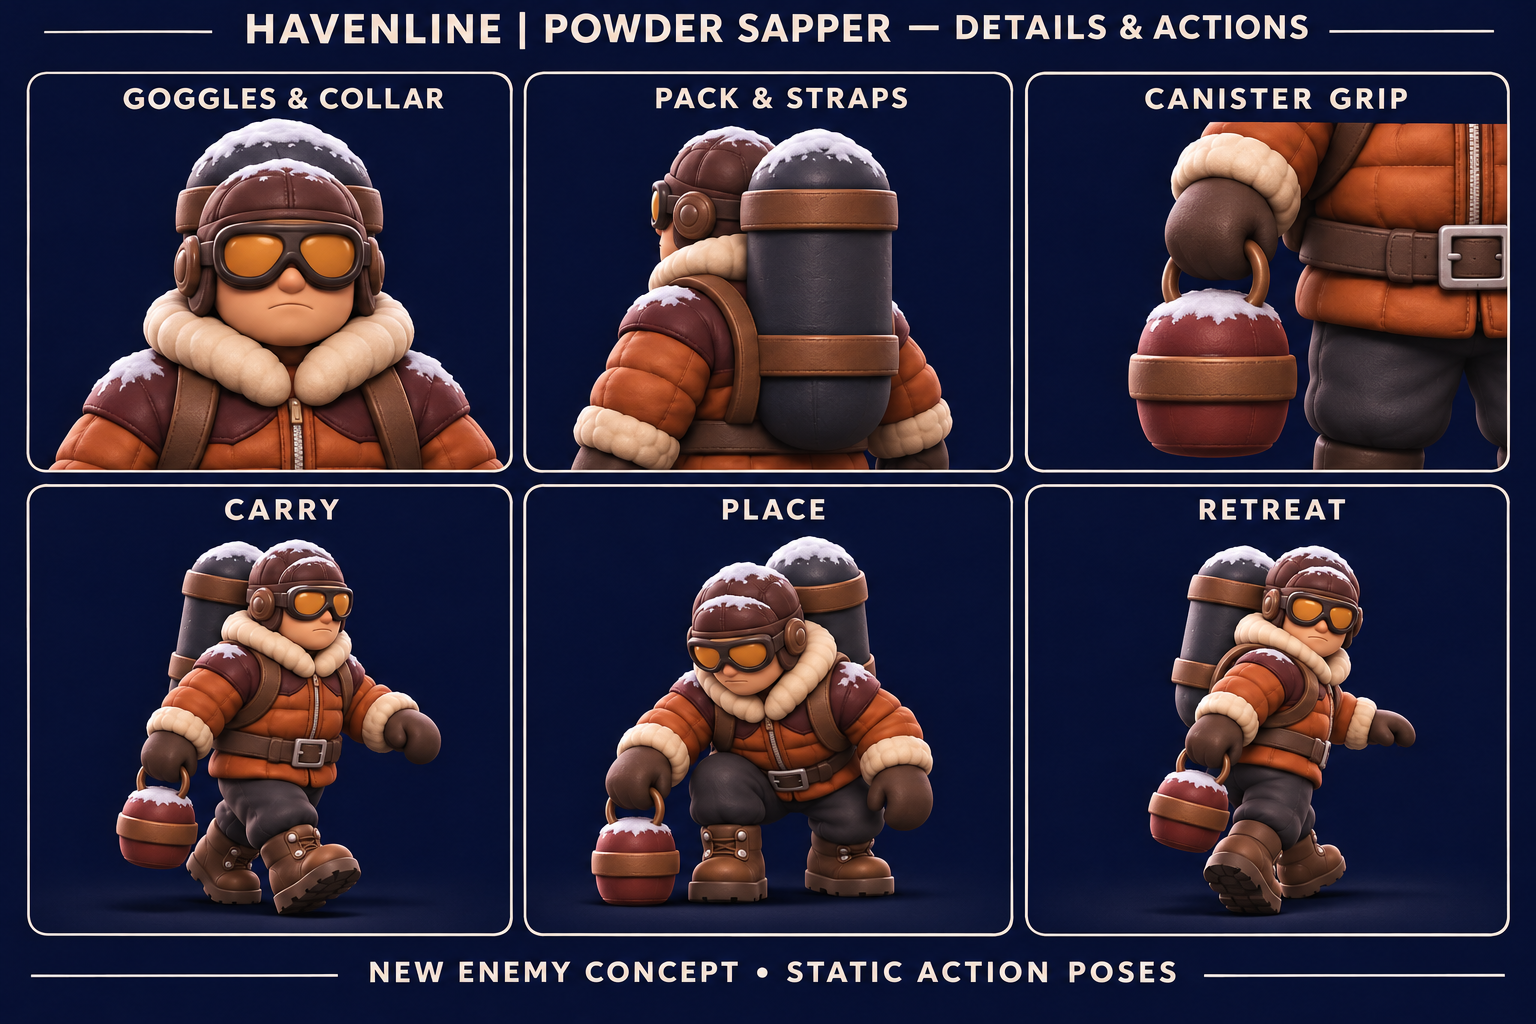 HAVENLINE | POWDER SAPPER — DETAILS & ACTIONS
GOGGLES & COLLAR
PACK & STRAPS
CANISTER GRIP
CARRY
PLACE
RETREAT
NEW ENEMY CONCEPT • STATIC ACTION POSES